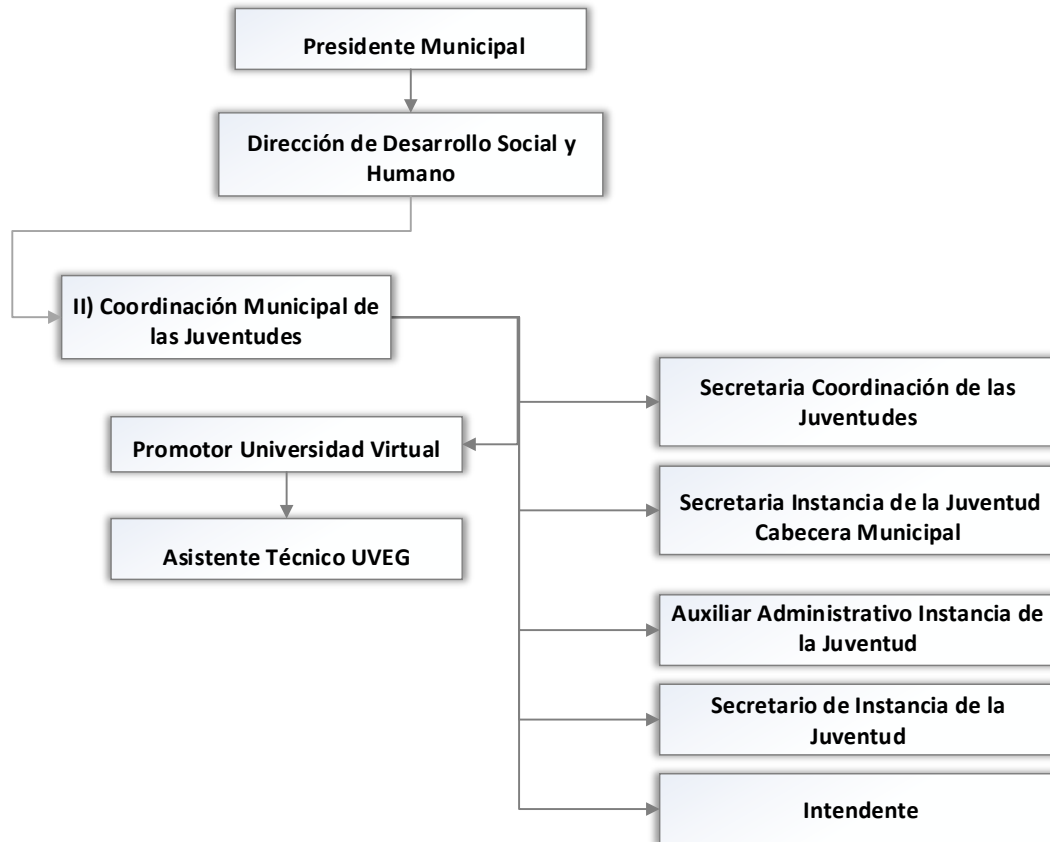 Presidente Municipal
Dirección de Desarrollo Social y
Humano
II) Coordinación Municipal de
las Juventudes
Promotor Universidad Virtual
Asistente Técnico UVEG
Secretaria Coordinación de las
Juventudes
Secretaria Instancia de la Juventud
Cabecera Municipal
Auxiliar Administrativo Instancia de
la Juventud
Secretario de Instancia de la
Juventud
Intendente